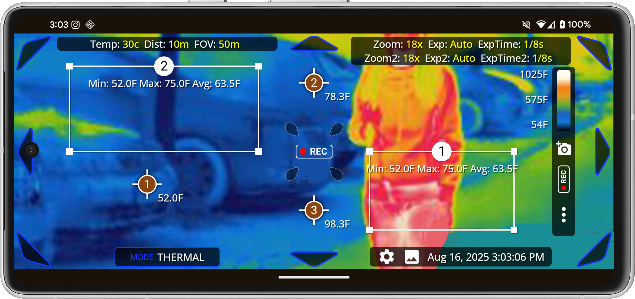 3:03
100%
Temp: 30c Dist: 10m FOV: 50m
Zoom: 18x Exp: Auto ExpTime: 1/8s
Zoom2: 18x Exp2: Auto ExpTime2: 1/8s
2
Min: 52.0F Max: 75.0F Avg: 63.5F
2
78.3F
1025F
575F
54F
REC
1
Min: 52.0F Max: 75.0F Avg: 63.5F
REC
1
52.0F
3
98.3F
MODE THERMAL
Aug 16, 2025 3:03:06 PM